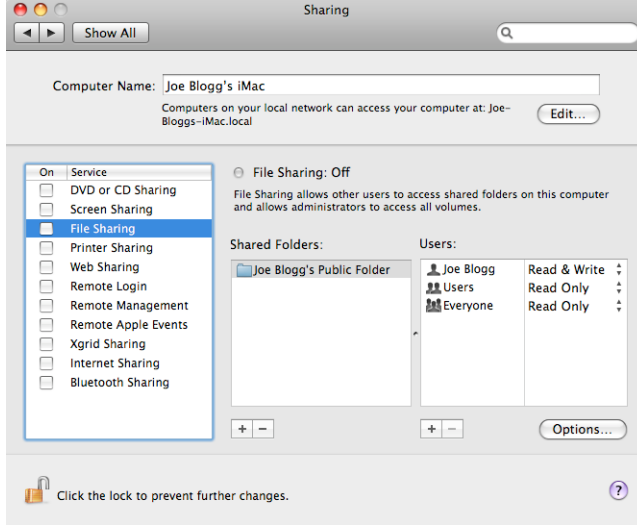 Sharing
Show All
Computer Name: Joe Blogg's iMac
Computers on your local network can access your computer at: Joe-
Bloggs-iMac.local
Edit...
On Service
DVD or CD Sharing
Screen Sharing
File Sharing
Printer Sharing
Web Sharing
Remote Login
Remote Management
Remote Apple Events
Xgrid Sharing
Internet Sharing
Bluetooth Sharing
File Sharing: Off
File Sharing allows other users to access shared folders on this computer
and allows administrators to access all volumes.
Shared Folders:
Joe Blogg's Public Folder
Users:
Joe Blogg Read & Write
Users Read Only
Everyone Read Only
+ −
+ −
Options...
Click the lock to prevent further changes.
?